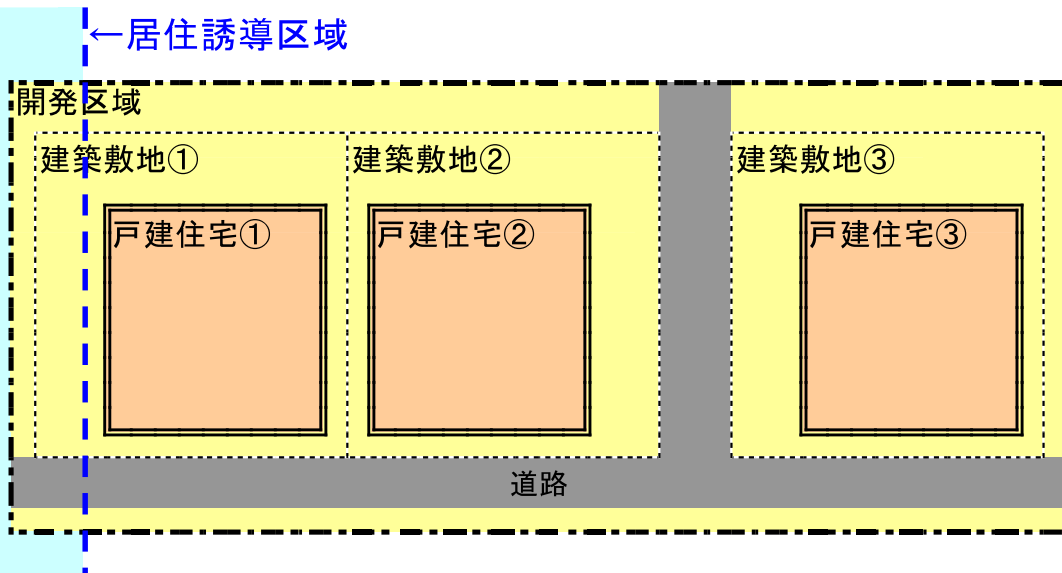 ←居住誘導区域
開発区域
建築敷地①
建築敷地②
建築敷地③
戸建住宅①
戸建住宅②
戸建住宅③
道路